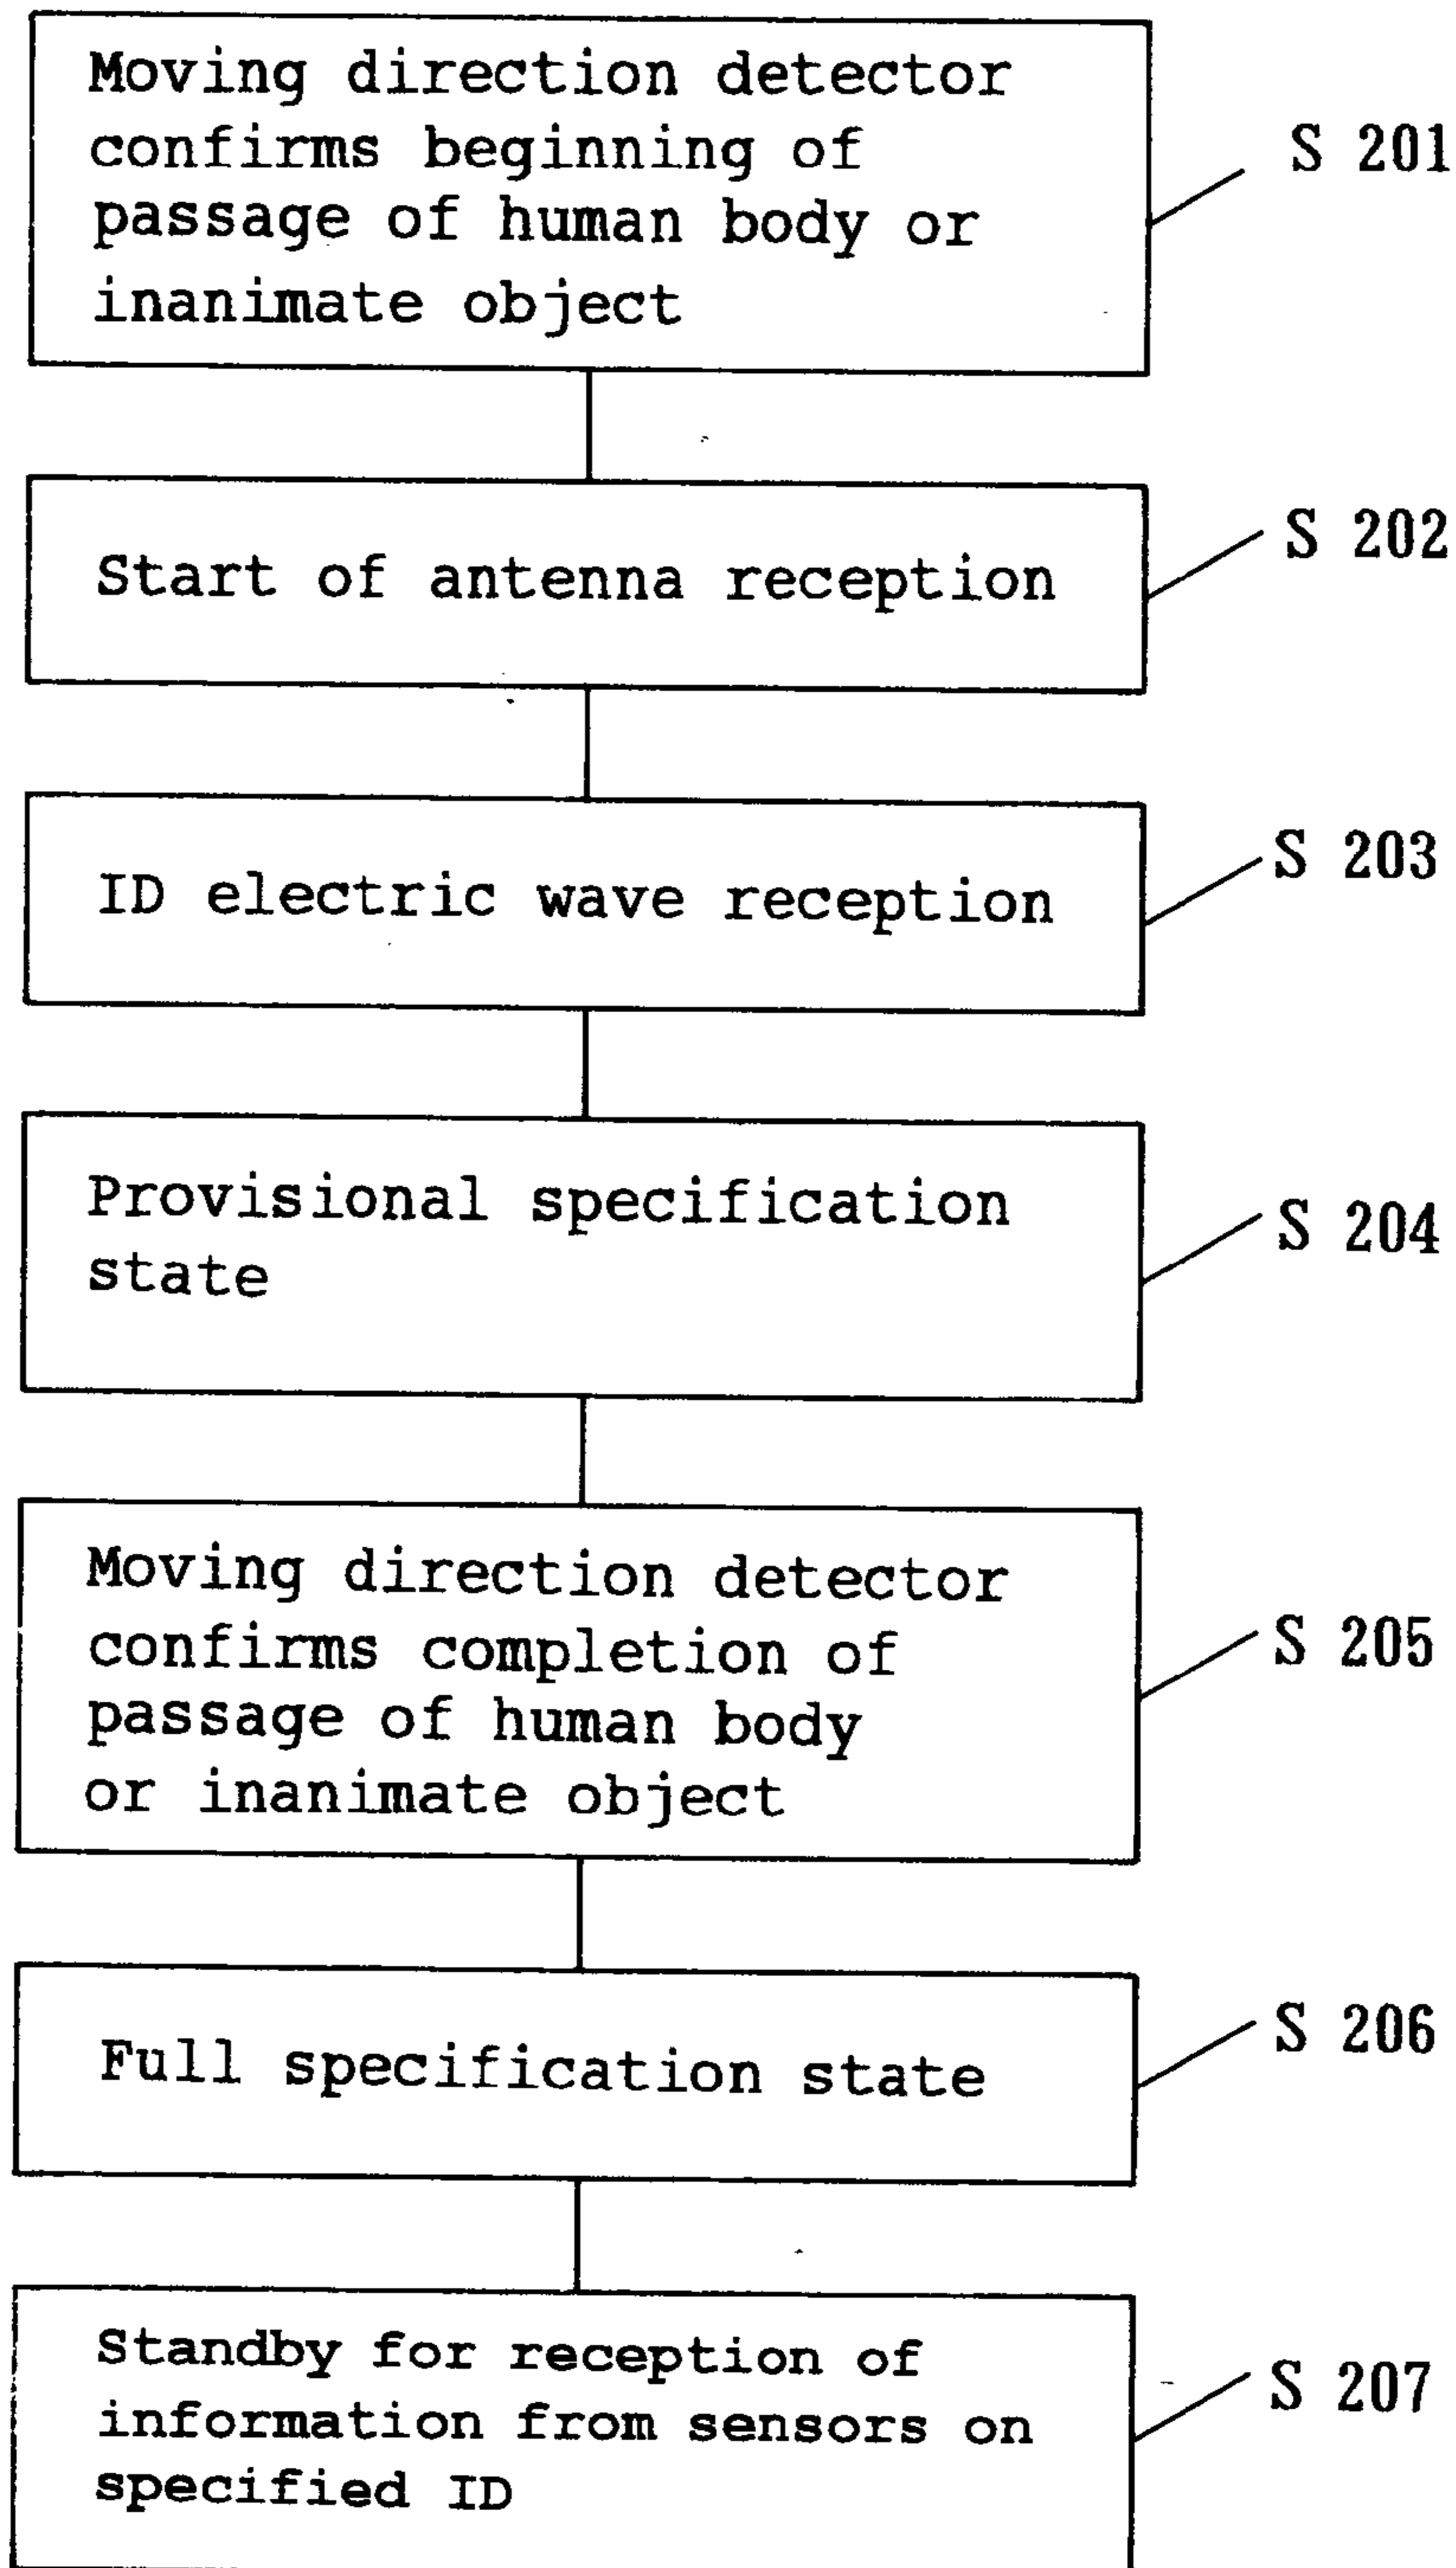 Moving direction detector
confirms beginning of
passage of human body or
inanimate object
S 201
Start of antenna reception
S 202
ID electric wave reception
S 203
Provisional specification
state
S 204
Moving direction detector
confirms completion of
passage of human body
or inanimate object
S 205
Full specification state
S 206
Standby for reception of
information from sensors on
specified ID
S 207